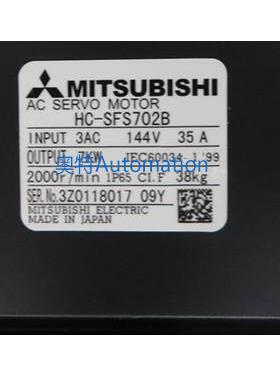 MITSUBISHI
AC SERVO MOTOR
HC-SFS702B
INPUT 3AC 144V 35 A
OUTPUT 7KW IEC60034-1 '99
奥特Automation
2000r/min IP65 CI.F 38kg
SER.No.3Z0118017 09Y
MITSUBISHI ELECTRIC
MADE IN JAPAN